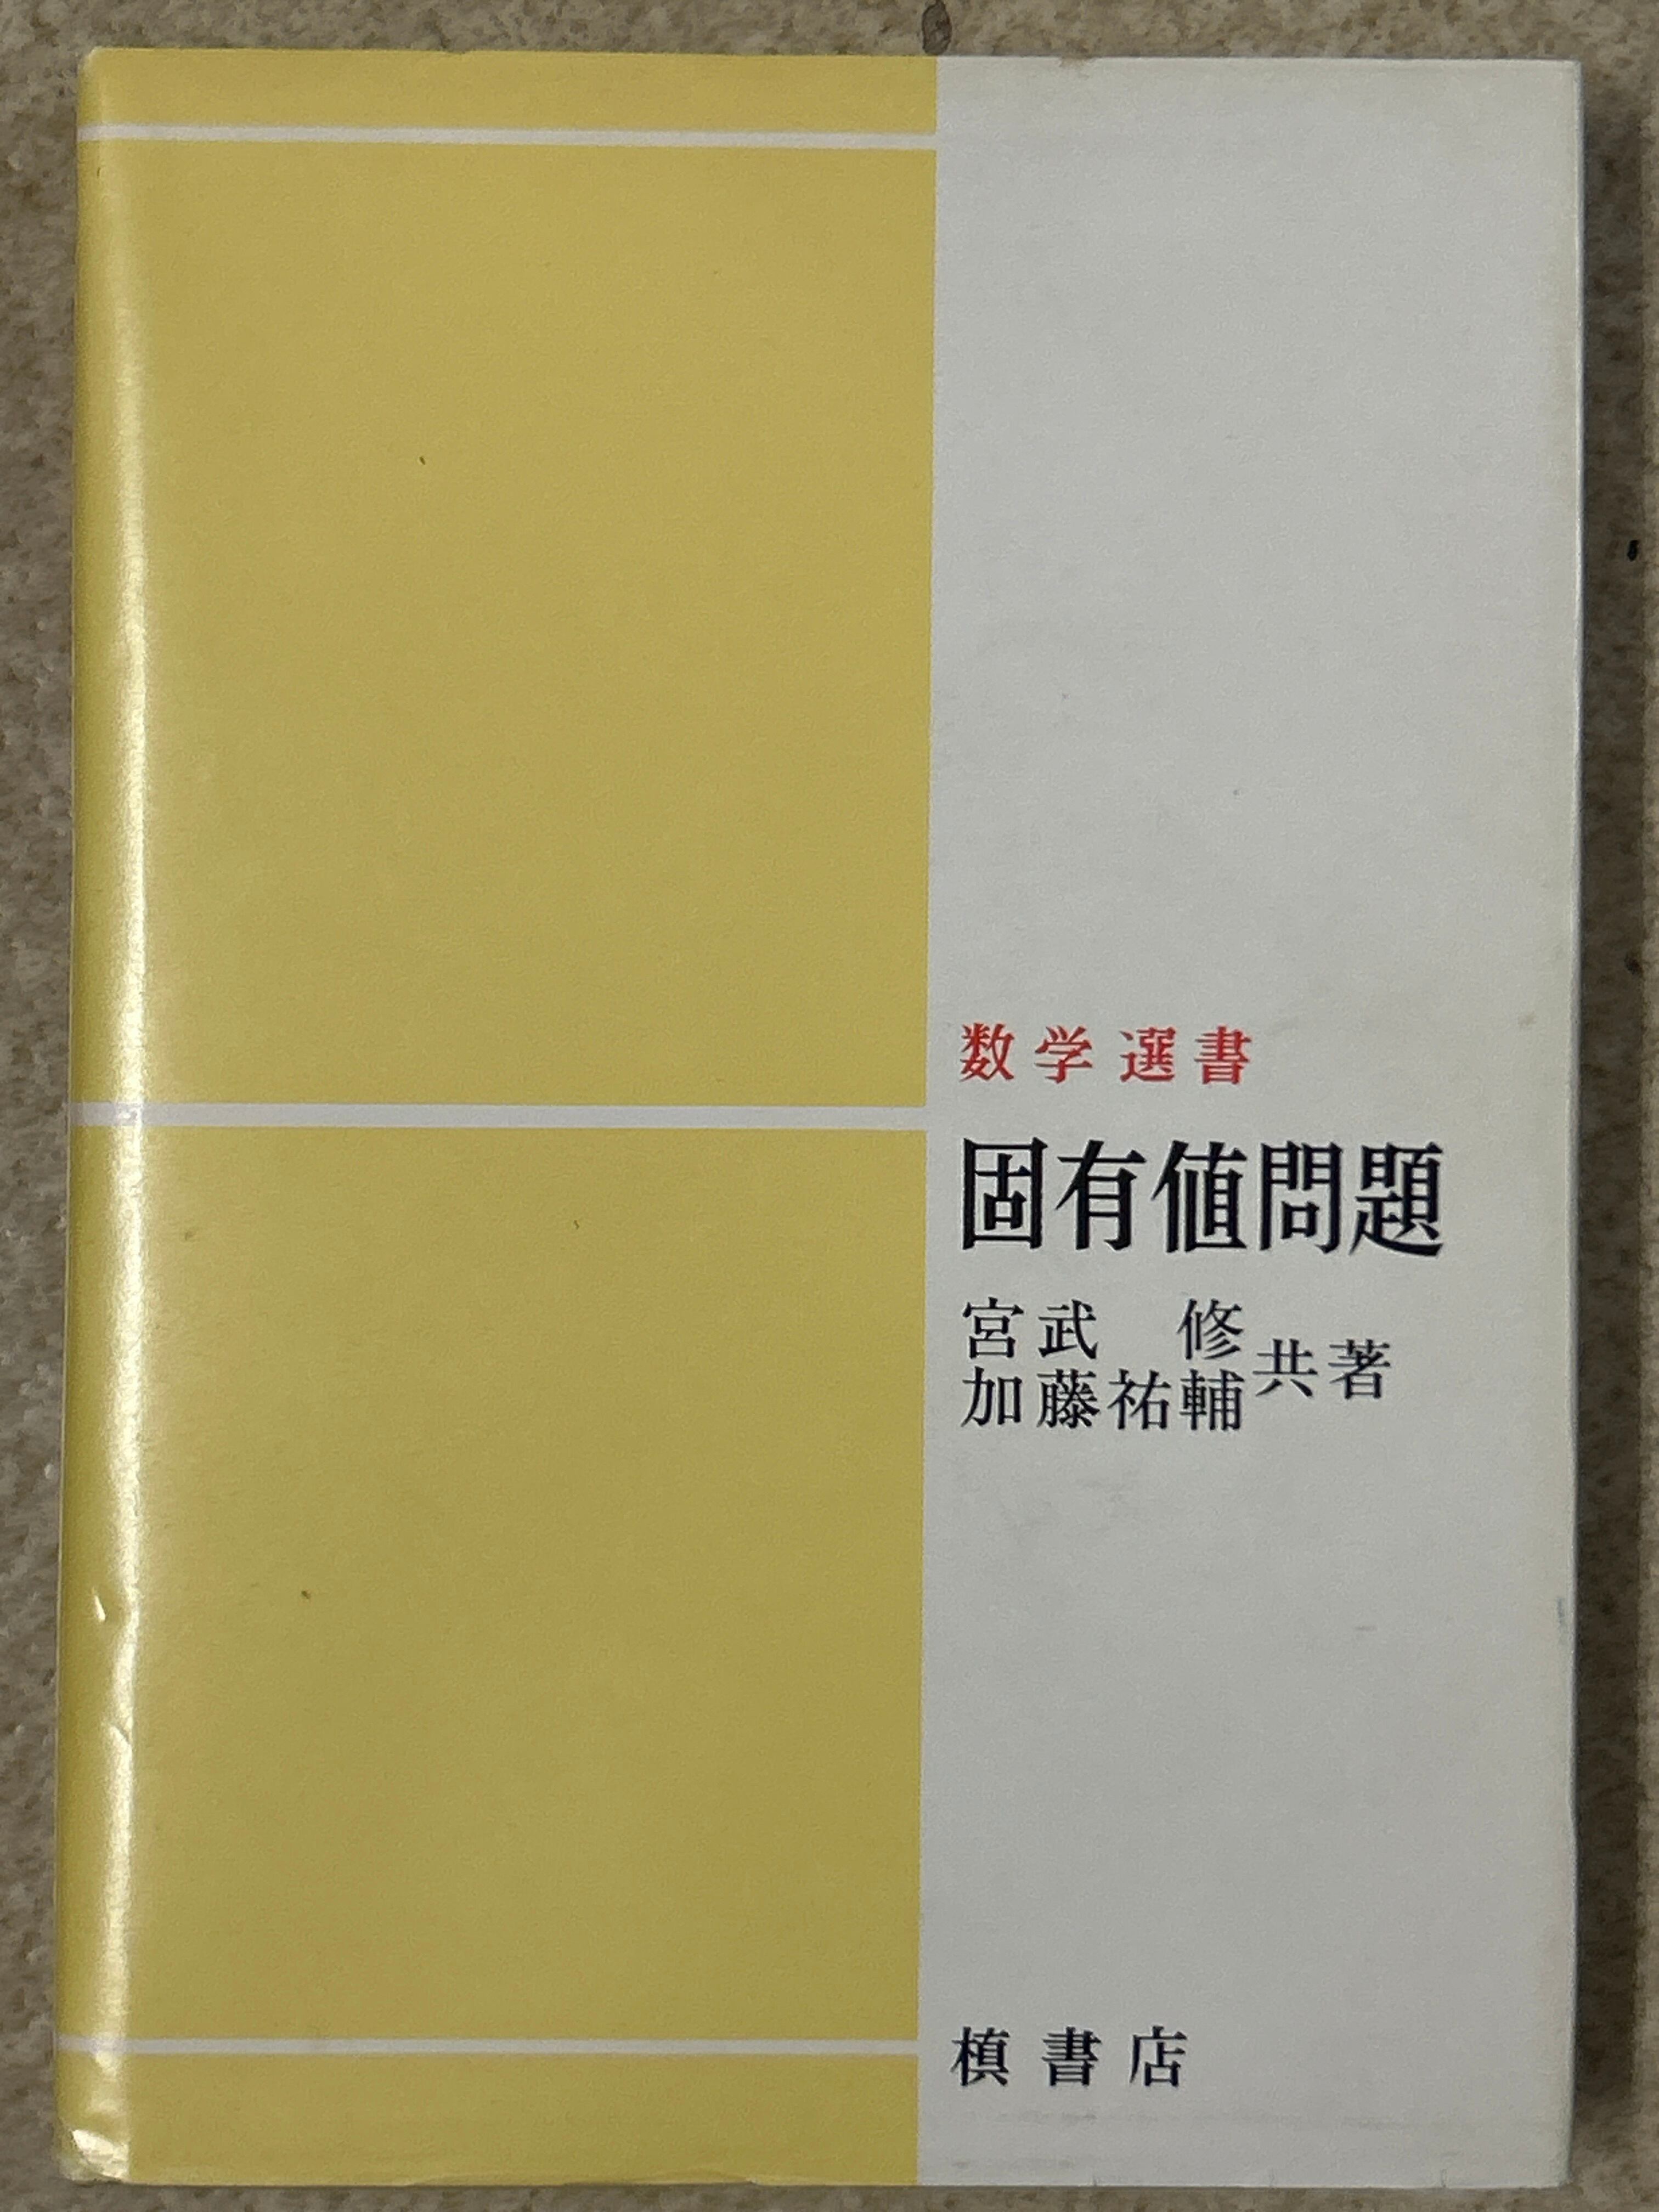 数学選書
固有値問題
宮武 修
加藤祐輔 共著
槙書店